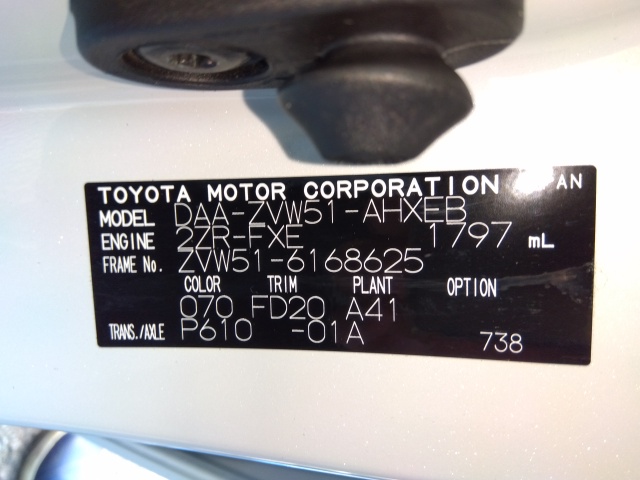 TOYOTA MOTOR CORPORATION JAPAN
MODEL DAA-ZVW51-AHXEB
ENGINE 2ZR-FXE 1797 mL
FRAME No. ZVW51-6168625
COLOR TRIM PLANT OPTION
070 FD20 A41
TRANS./AXLE P610 -01A
738